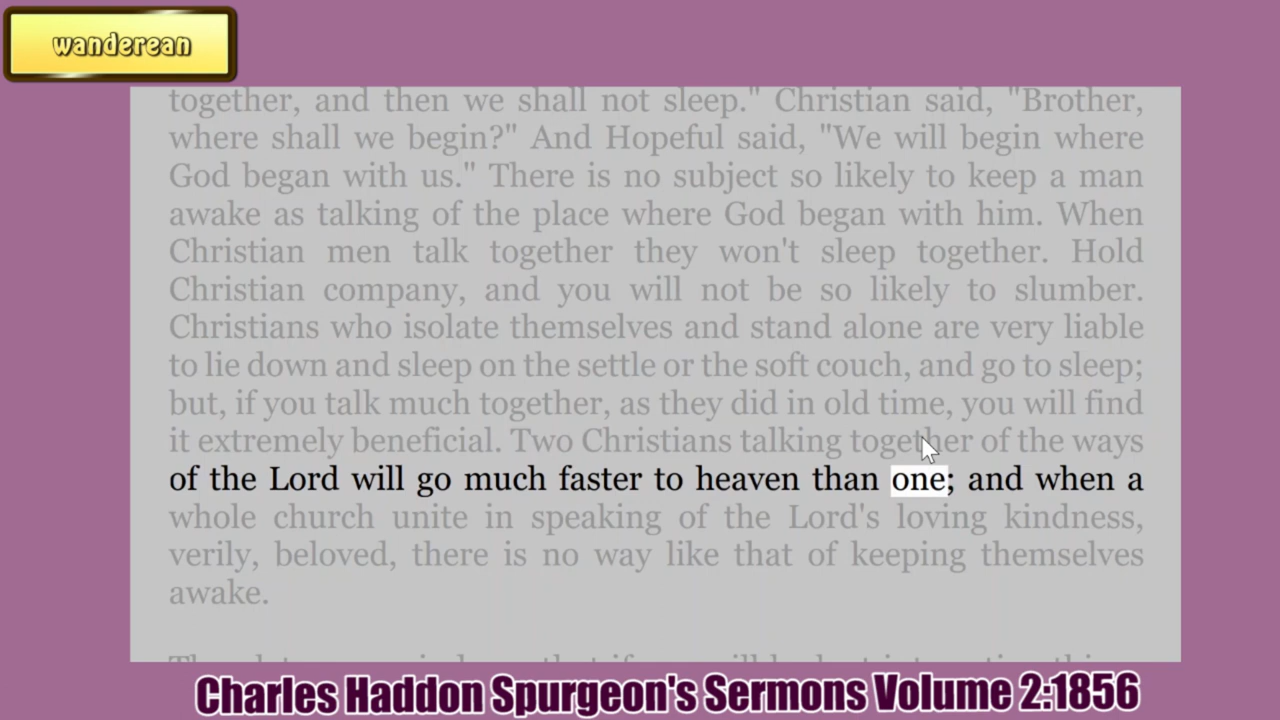 wanderean
together, and then we shall not sleep." Christian said, "Brother,
where shall we begin?" And Hopeful said, "We will begin where
God began with us." There is no subject so likely to keep a man
awake as talking of the place where God began with him. When
Christian men talk together they won't sleep together. Hold
Christian company, and you will not be so likely to slumber.
Christians who isolate themselves and stand alone are very liable
to lie down and sleep on the settle or the soft couch, and go to sleep;
but, if you talk much together, as they did in old time, you will find
it extremely beneficial. Two Christians talking together of the ways
of the Lord will go much faster to heaven than one; and when a
whole church unite in speaking of the Lord's loving kindness,
verily, beloved, there is no way like that of keeping themselves
awake.
Charles Haddon Spurgeon's Sermons Volume 2:1856